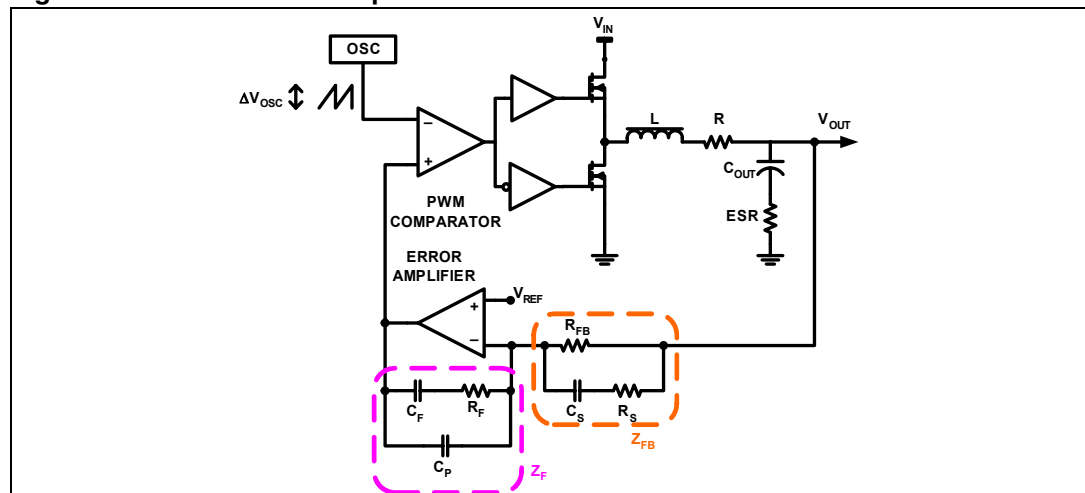 OSC
V_IN
ΔV_OSC
L
R
V_OUT
C_OUT
ESR
PWM
COMPARATOR
ERROR
AMPLIFIER
V_REF
R_FB
C_S
R_S
Z_FB
C_F
R_F
C_P
Z_F